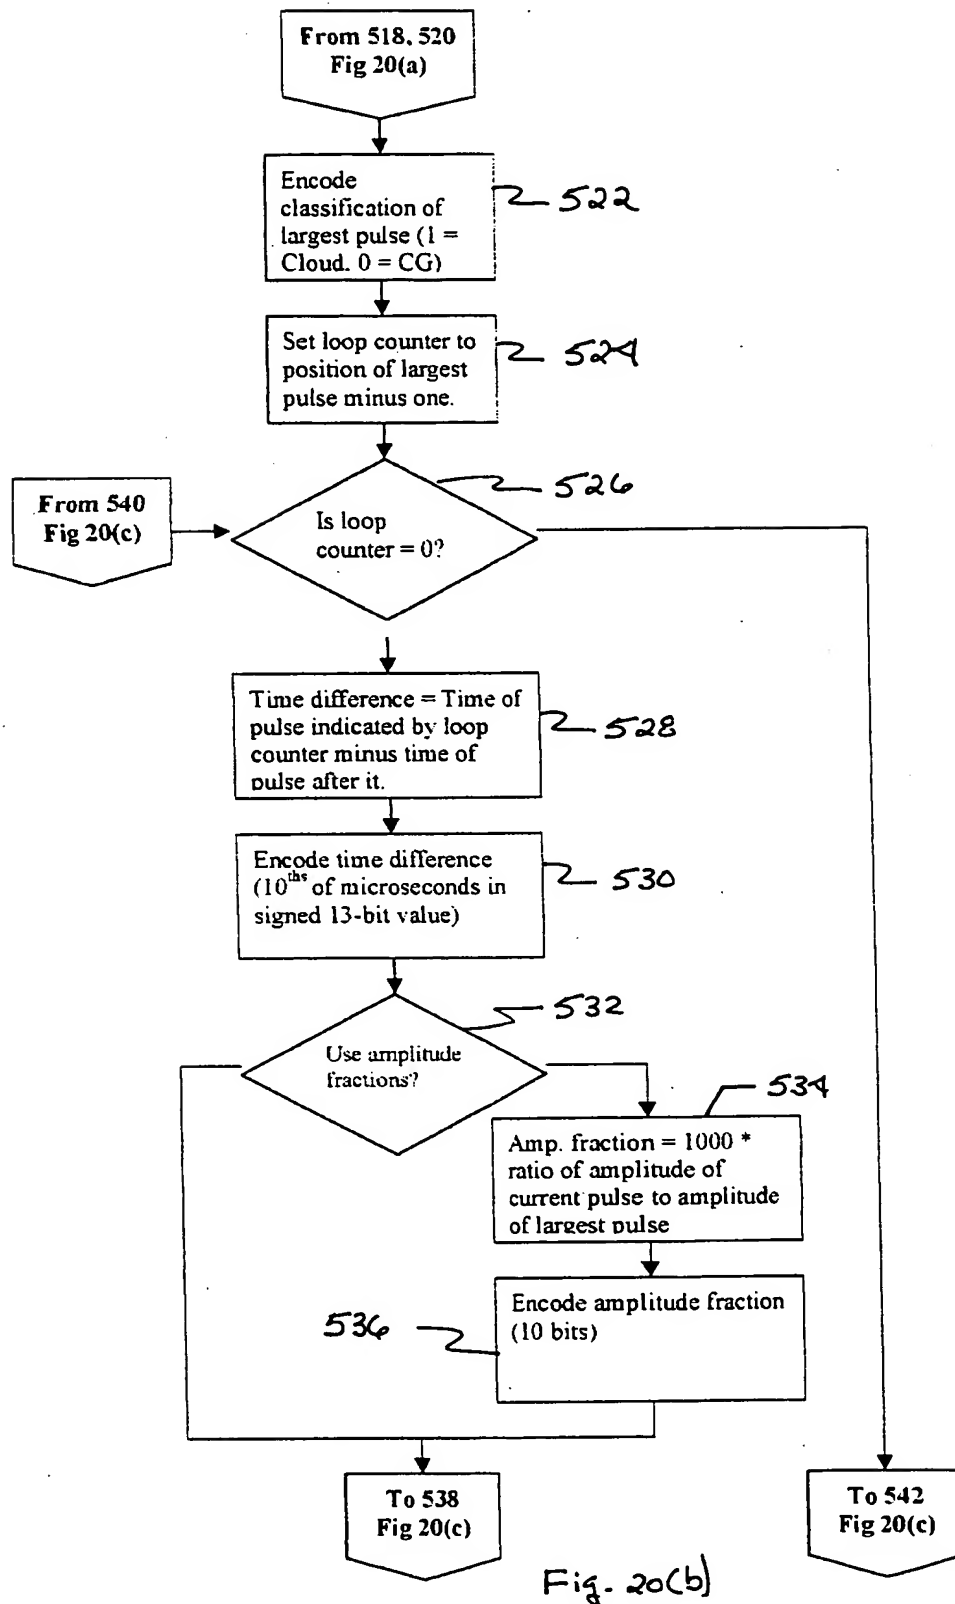 From 518, 520
Fig 20(a)
Encode
classification of
largest pulse (1 =
Cloud. 0 = CG)
522
Set loop counter to
position of largest
pulse minus one.
524
526
From 540
Fig 20(c)
Is loop
counter = 0?
Time difference = Time of
pulse indicated by loop
counter minus time of
pulse after it.
528
Encode time difference
(10ths of microseconds in
signed 13-bit value)
530
532
Use amplitude
fractions?
534
Amp. fraction = 1000 *
ratio of amplitude of
current pulse to amplitude
of largest pulse
Encode amplitude fraction
(10 bits)
536
To 538
Fig 20(c)
To 542
Fig 20(c)
Fig. 20(b)